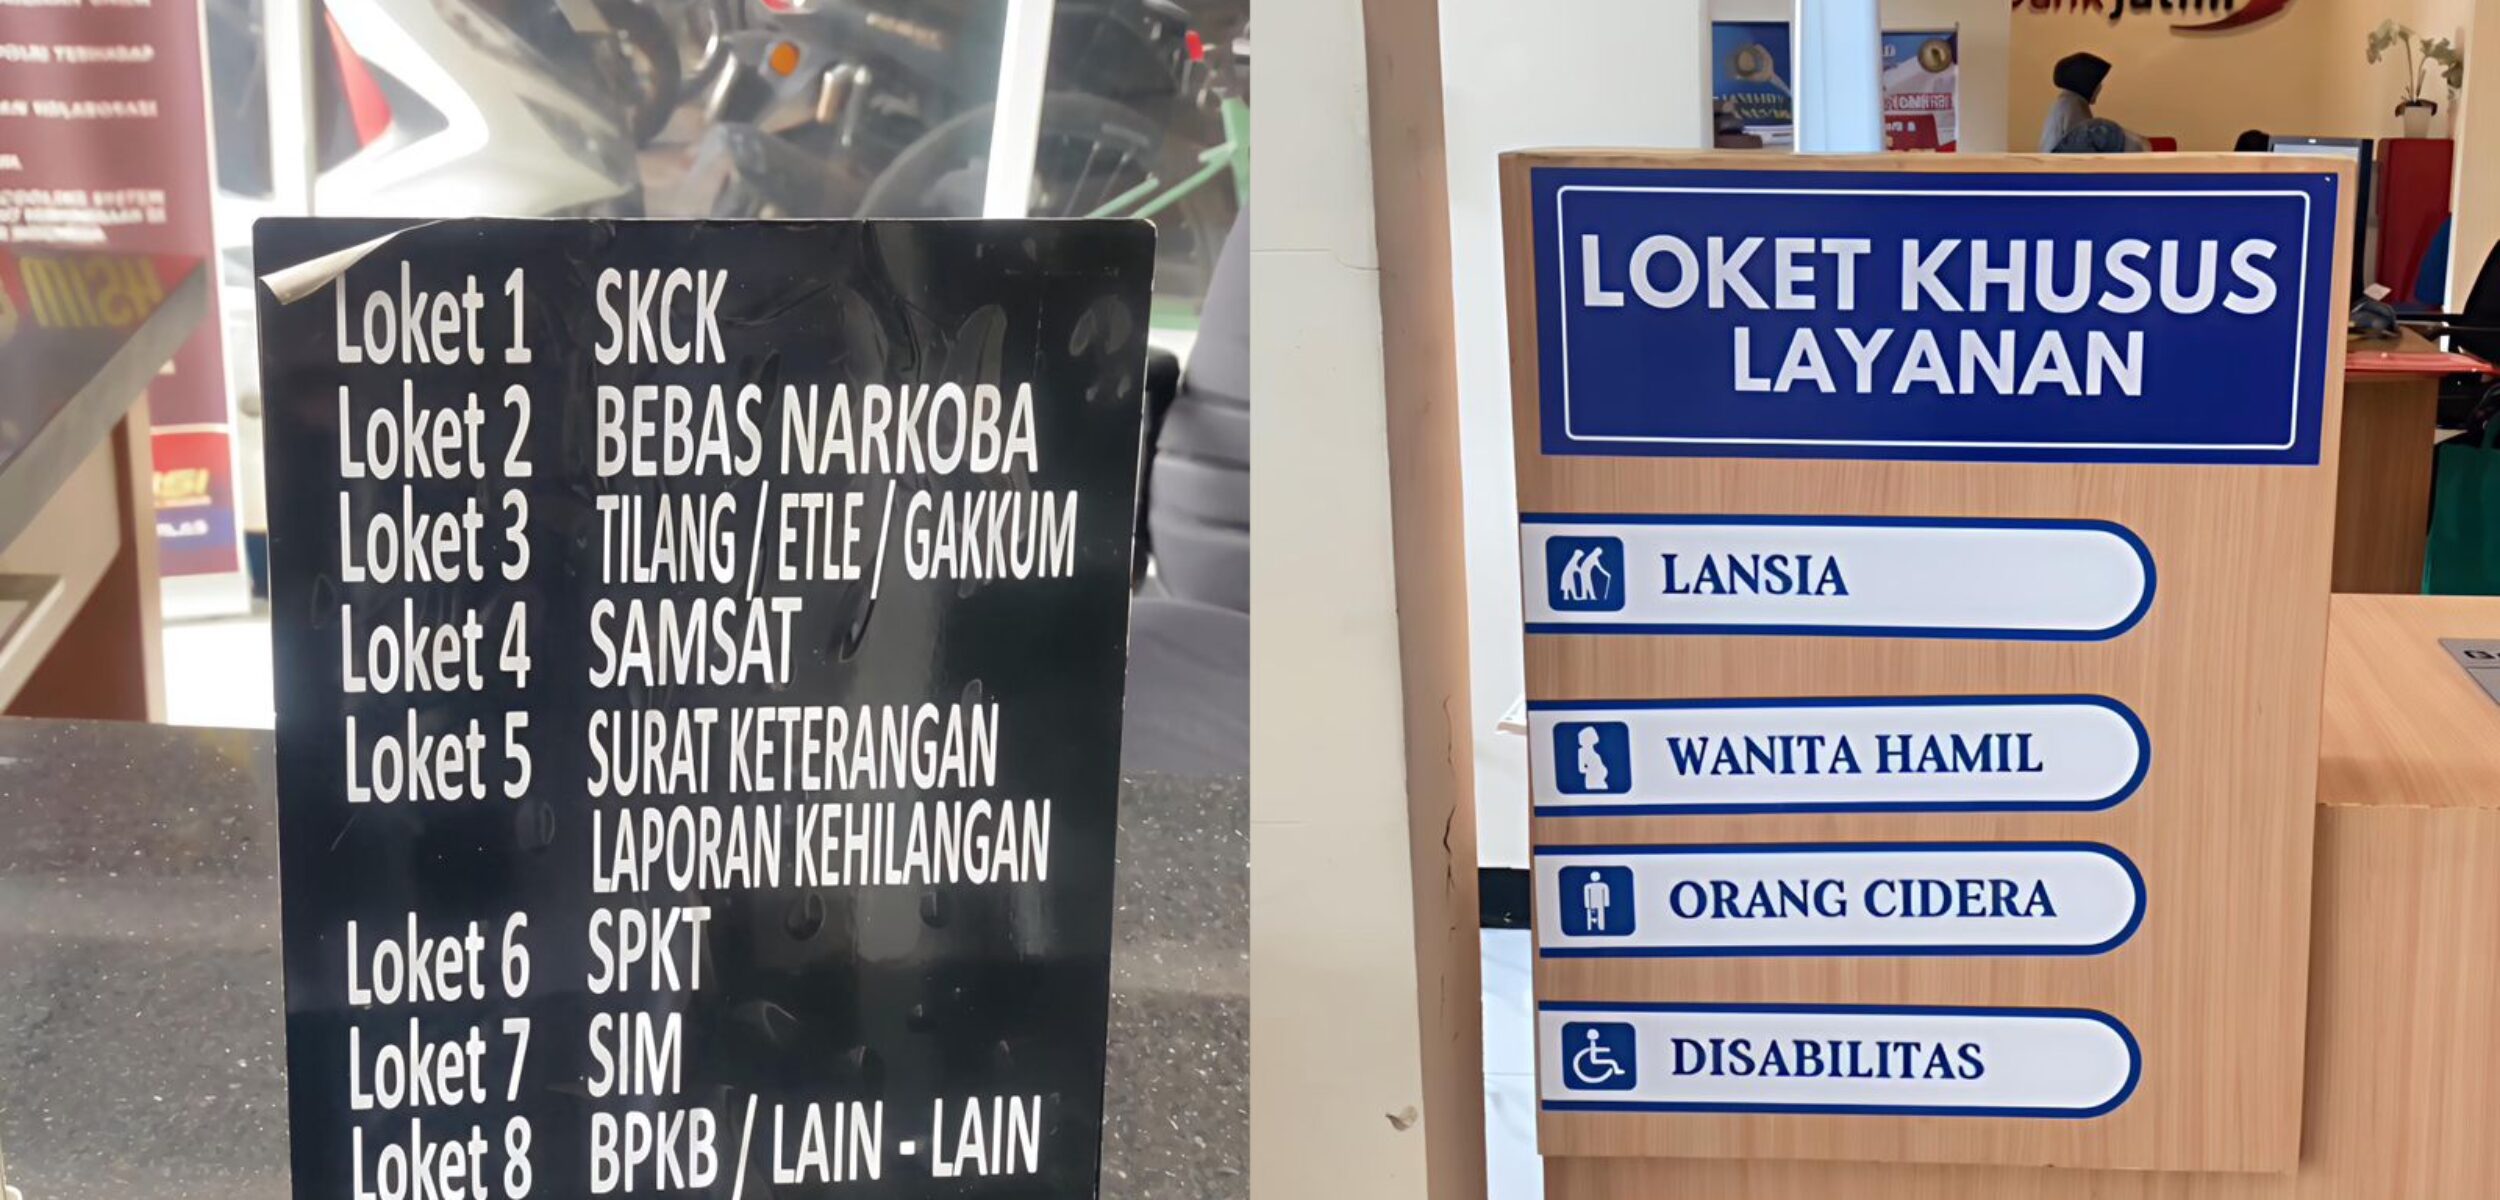 Loket 1 SKCK
Loket 2 BEBAS NARKOBA
Loket 3 TILANG / ETLE / GAKKUM
Loket 4 SAMSAT
Loket 5 SURAT KETERANGAN
LAPORAN KEHILANGAN
Loket 6 SPKT
Loket 7 SIM
Loket 8 BPKB / LAIN - LAIN
bankjatim
LOKET KHUSUS
LAYANAN
LANSIA
WANITA HAMIL
ORANG CIDERA
DISABILITAS